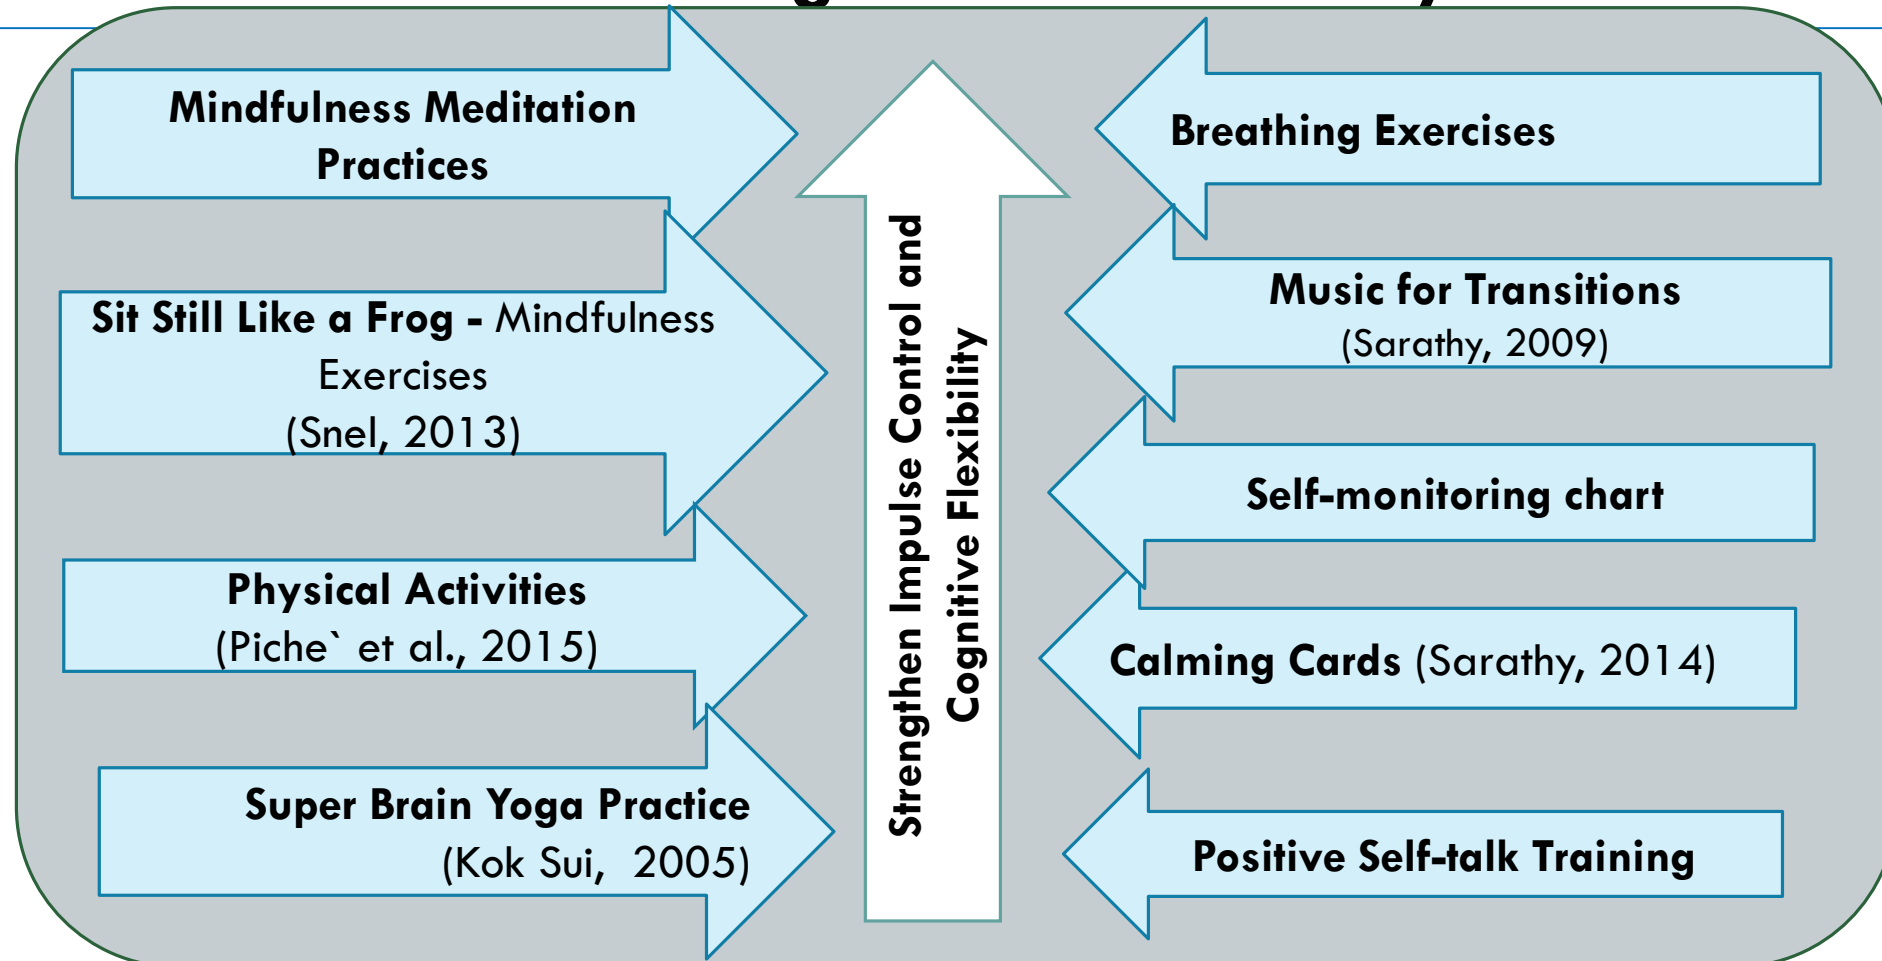 Mindfulness Meditation
Practices
Sit Still Like a Frog - Mindfulness
Exercises
(Snel, 2013)
Physical Activities
(Piche` et al., 2015)
Super Brain Yoga Practice
(Kok Sui, 2005)
Strengthen Impulse Control and
Cognitive Flexibility
Breathing Exercises
Music for Transitions
(Sarathy, 2009)
Self-monitoring chart
Calming Cards (Sarathy, 2014)
Positive Self-talk Training